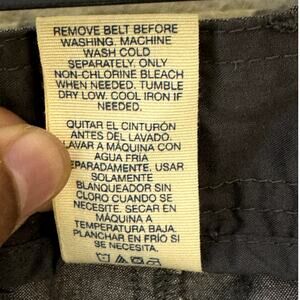 REMOVE BELT BEFORE
WASHING. MACHINE
WASH COLD
SEPARATELY. ONLY
NON-CHLORINE BLEACH
WHEN NEEDED. TUMBLE
DRY LOW. COOL IRON IF
NEEDED.
QUITAR EL CINTURÓN
ANTES DEL LAVADO.
LAVAR A MÁQUINA CON
AGUA FRÍA
EPARADAMENTE. USAR
SOLAMENTE
BLANQUEADOR SIN
CLORO CUANDO SE
NECESITE. SECAR EN
MÁQUINA A
TEMPERATURA BAJA.
PLANCHAR EN FRÍO SI
SE NECESITA.